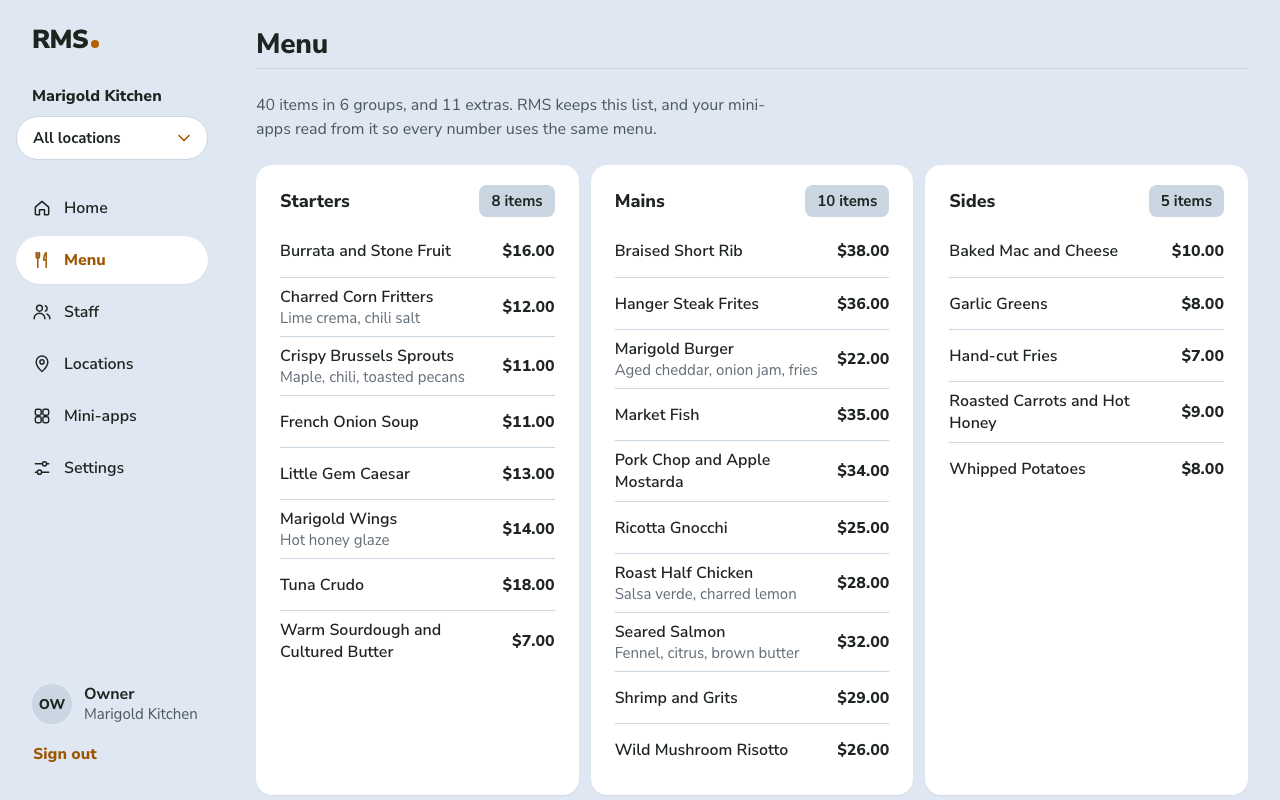 RMS.
Marigold Kitchen
All locations
Home
Menu
Staff
Locations
Mini-apps
Settings
OW
Owner
Marigold Kitchen
Sign out
Menu
40 items in 6 groups, and 11 extras. RMS keeps this list, and your mini-
apps read from it so every number uses the same menu.
Starters 8 items
Burrata and Stone Fruit $16.00
Charred Corn Fritters $12.00
Lime crema, chili salt
Crispy Brussels Sprouts $11.00
Maple, chili, toasted pecans
French Onion Soup $11.00
Little Gem Caesar $13.00
Marigold Wings $14.00
Hot honey glaze
Tuna Crudo $18.00
Warm Sourdough and $7.00
Cultured Butter
Mains 10 items
Braised Short Rib $38.00
Hanger Steak Frites $36.00
Marigold Burger $22.00
Aged cheddar, onion jam, fries
Market Fish $35.00
Pork Chop and Apple $34.00
Mostarda
Ricotta Gnocchi $25.00
Roast Half Chicken $28.00
Salsa verde, charred lemon
Seared Salmon $32.00
Fennel, citrus, brown butter
Shrimp and Grits $29.00
Wild Mushroom Risotto $26.00
Sides 5 items
Baked Mac and Cheese $10.00
Garlic Greens $8.00
Hand-cut Fries $7.00
Roasted Carrots and Hot $9.00
Honey
Whipped Potatoes $8.00